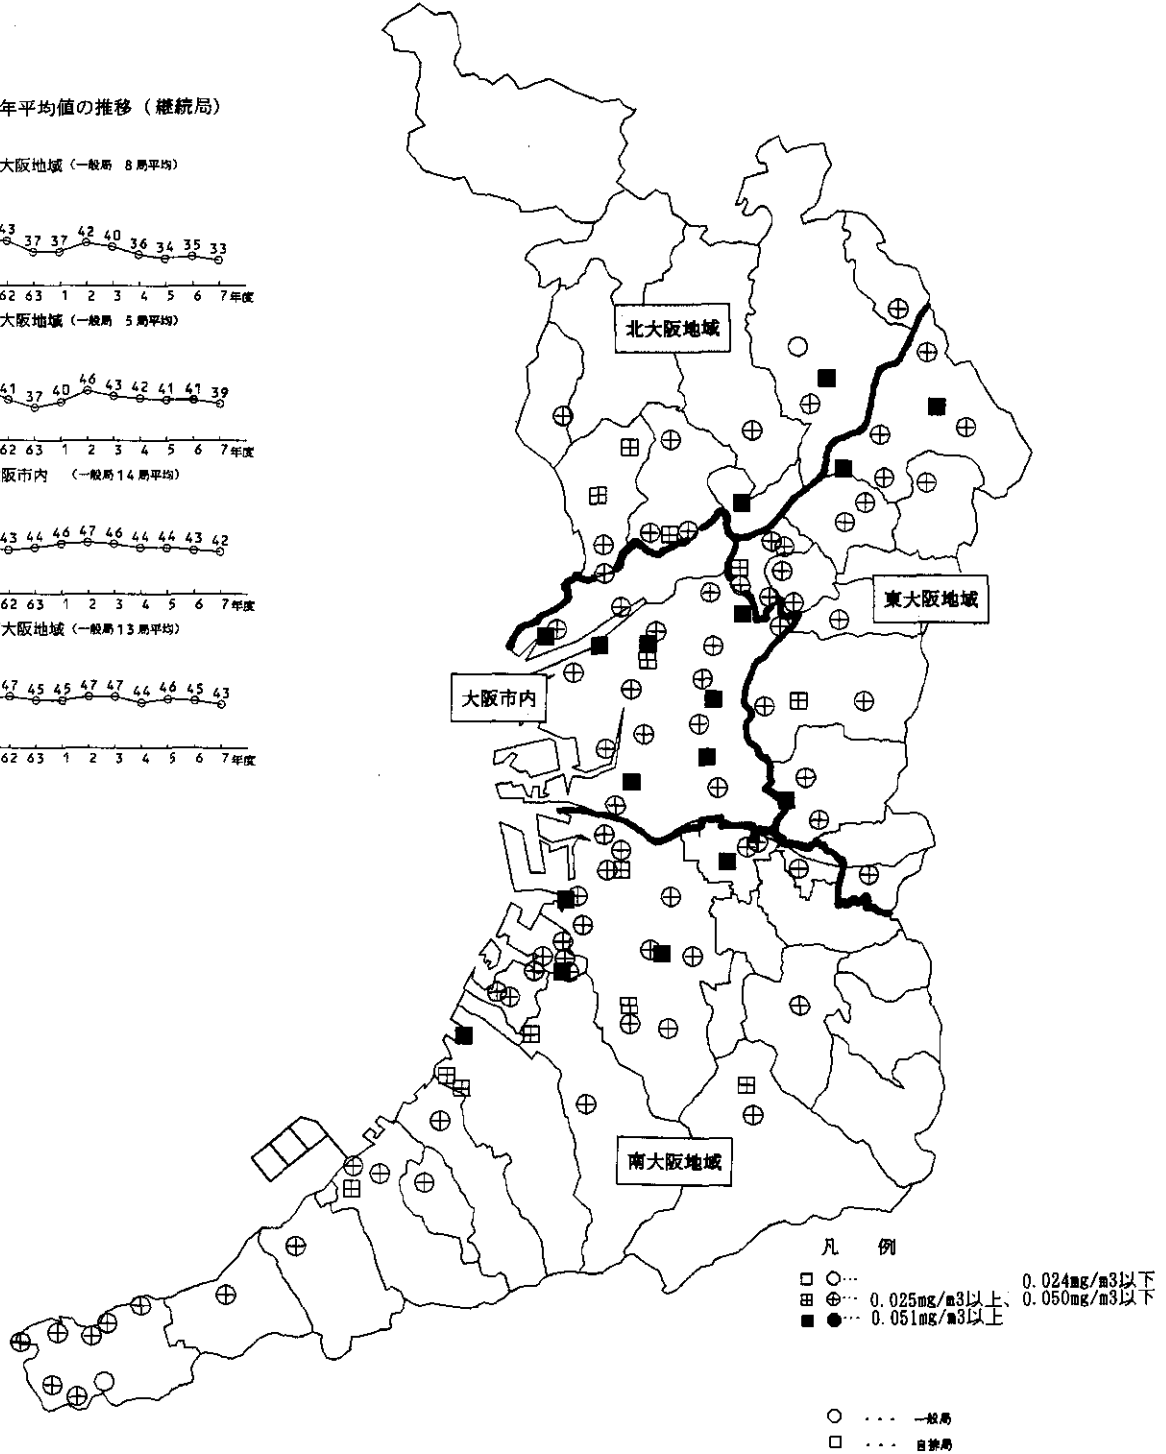 年平均値の推移（継続局）
大阪地域（一般局 8局平均）
43 37 37 42 40 36 34 35 33
62 63 1 2 3 4 5 6 7年度
大阪地域（一般局 5局平均）
41 37 40 46 43 42 41 41 39
62 63 1 2 3 4 5 6 7年度
阪市内 （一般局14局平均）
43 44 46 47 46 44 44 43 42
62 63 1 2 3 4 5 6 7年度
大阪地域（一般局13局平均）
47 45 45 47 47 44 46 45 43
62 63 1 2 3 4 5 6 7年度
北大阪地域
東大阪地域
大阪市内
南大阪地域
凡 例
□ ○… 0.024mg/m3以下
⊞ ⊕… 0.025mg/m3以上、0.050mg/m3以下
■ ●… 0.051mg/m3以上
○ ・・・ 一般局
□ ・・・ 自排局